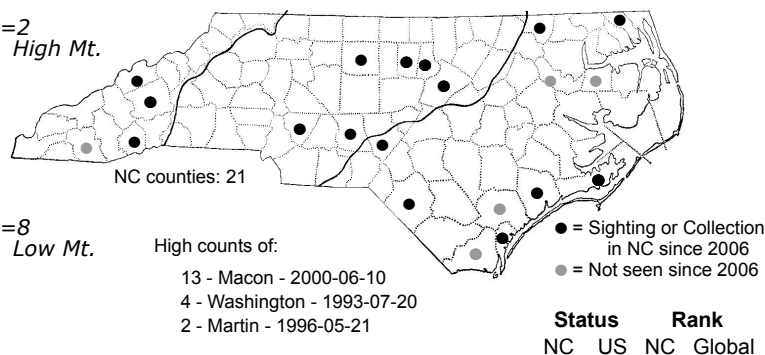 =2
High Mt.
NC counties: 21
=8
Low Mt.
High counts of:
13 - Macon - 2000-06-10
4 - Washington - 1993-07-20
2 - Martin - 1996-05-21
● = Sighting or Collection
in NC since 2006
● = Not seen since 2006
Status Rank
NC US NC Global